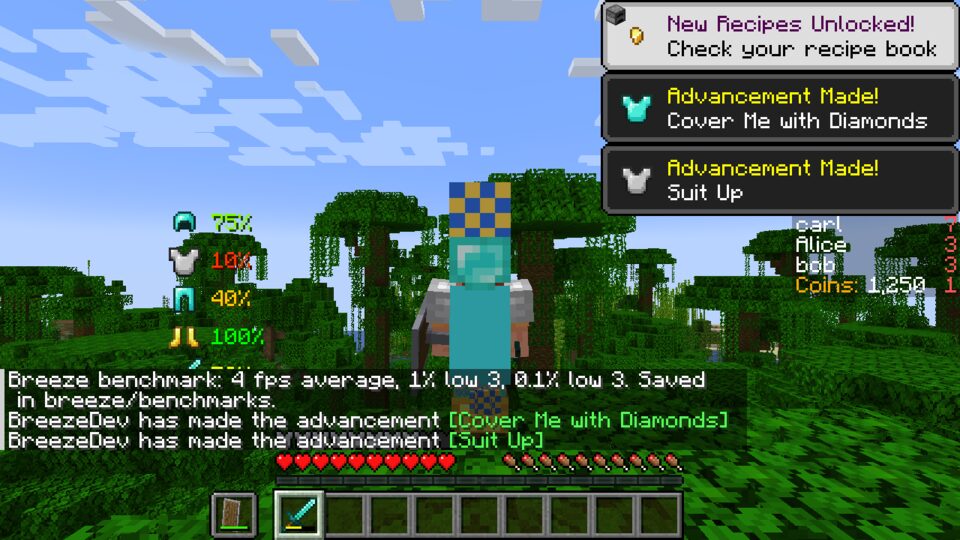 New Recipes Unlocked!
Check your recipe book
Advancement Made!
Cover Me with Diamonds
Advancement Made!
Suit Up
carl 7
Alice 3
bob 3
Coins: 1,250 1
75%
10%
40%
100%
Breeze benchmark: 4 fps average, 1% low 3, 0.1% low 3. Saved
in breeze/benchmarks.
BreezeDev has made the advancement [Cover Me with Diamonds]
BreezeDev has made the advancement [Suit Up]